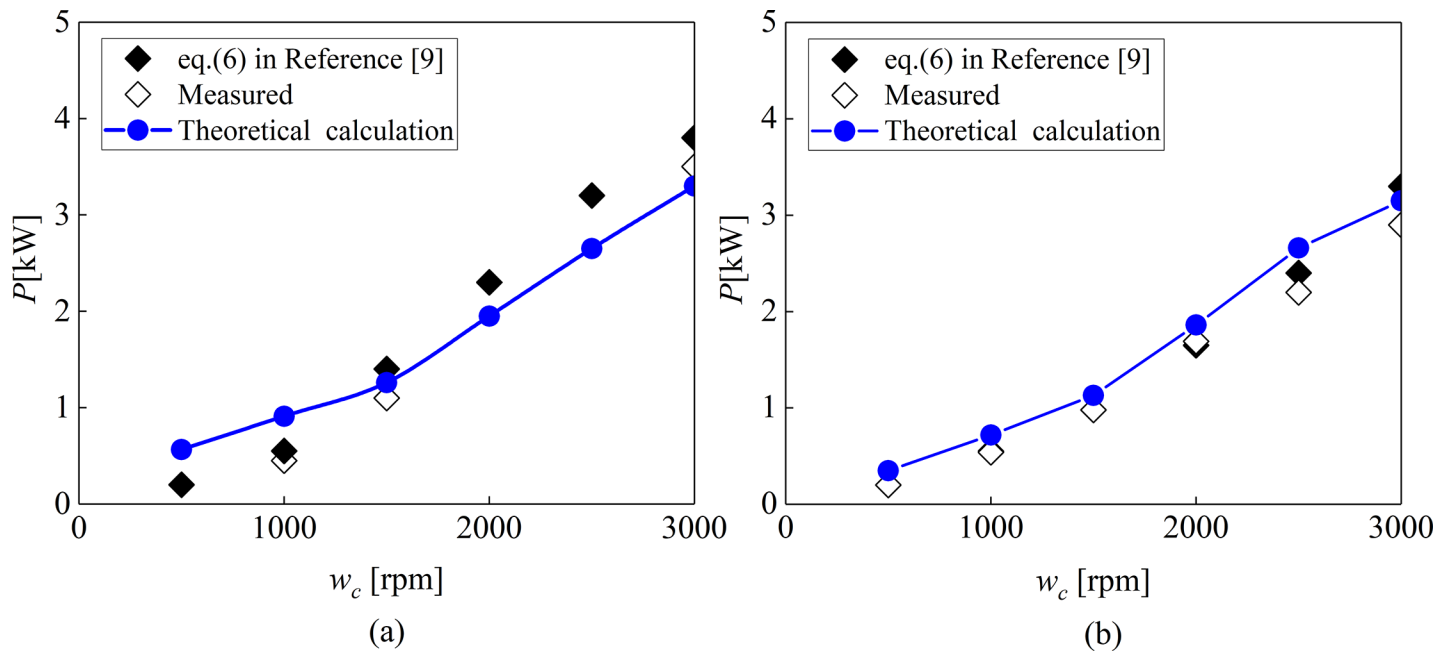 5
eq.(6) in Reference [9]
Measured
Theoretical calculation
4
3
2
1
0
P[kW]
0 1000 2000 3000
w_c [rpm]
(a)
5
eq.(6) in Reference [9]
Measured
Theoretical calculation
4
3
2
1
0
P[kW]
0 1000 2000 3000
w_c [rpm]
(b)